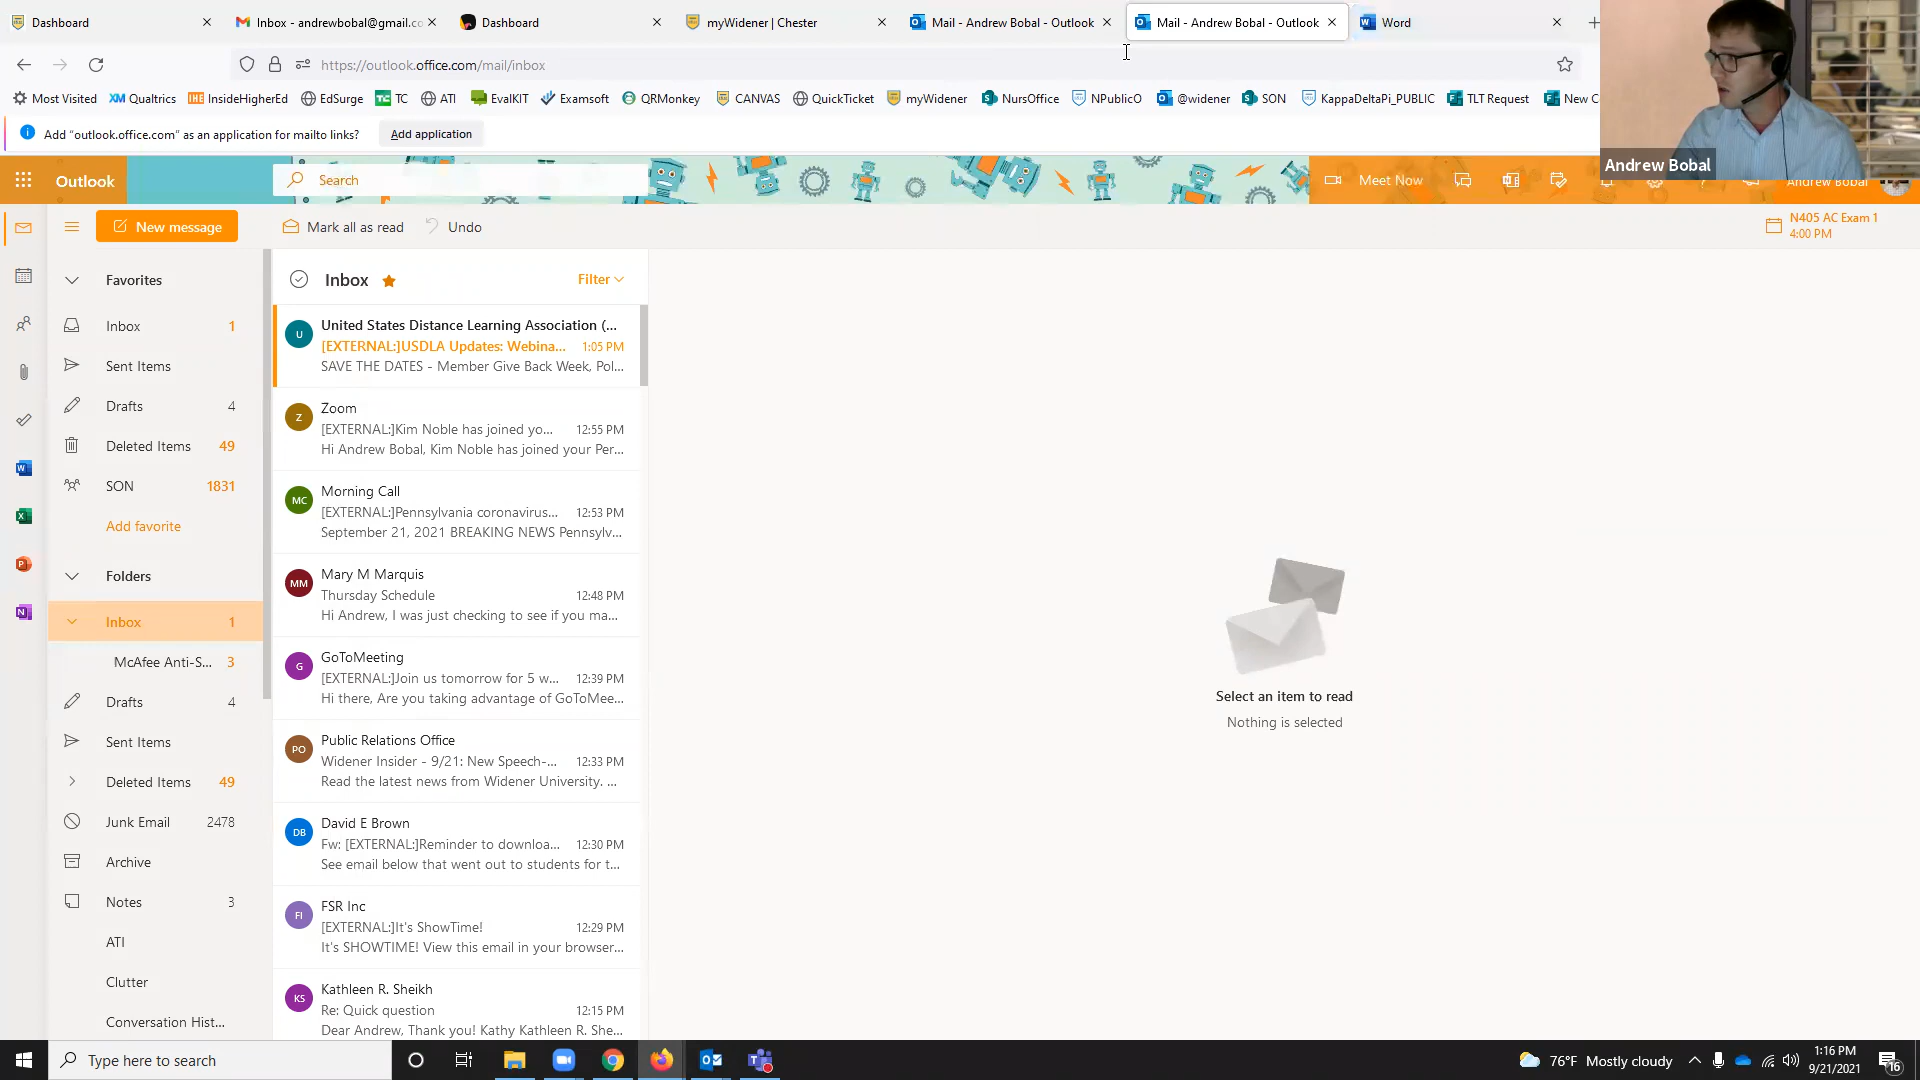 Dashboard
Inbox - andrewbobal@gmail.co
Dashboard
myWidener | Chester
Mail - Andrew Bobal - Outlook
Mail - Andrew Bobal - Outlook
Word
https://outlook.office.com/mail/inbox
Most Visited
Qualtrics
InsideHigherEd
EdSurge
TC
ATI
EvalKIT
Examsoft
QRMonkey
CANVAS
QuickTicket
myWidener
NursOffice
NPublicO
@widener
SON
KappaDeltaPi_PUBLIC
TLT Request
New C
Add “outlook.office.com” as an application for mailto links?
Add application
Andrew Bobal
Outlook
Search
Meet Now
Andrew Bobal
New message
Mark all as read
Undo
N405 AC Exam 1
4:00 PM
Favorites
Inbox 1
Sent Items
Drafts 4
Deleted Items 49
SON 1831
Add favorite
Folders
Inbox 1
McAfee Anti-S... 3
Drafts 4
Sent Items
Deleted Items 49
Junk Email 2478
Archive
Notes 3
ATI
Clutter
Conversation Hist...
Inbox
Filter
U
United States Distance Learning Association (...
[EXTERNAL:]USDLA Updates: Webina... 1:05 PM
SAVE THE DATES - Member Give Back Week, Pol...
Z
Zoom
[EXTERNAL:]Kim Noble has joined yo... 12:55 PM
Hi Andrew Bobal, Kim Noble has joined your Per...
MC
Morning Call
[EXTERNAL:]Pennsylvania coronavirus... 12:53 PM
September 21, 2021 BREAKING NEWS Pennsylv...
MM
Mary M Marquis
Thursday Schedule 12:48 PM
Hi Andrew, I was just checking to see if you ma...
G
GoToMeeting
[EXTERNAL:]Join us tomorrow for 5 w... 12:39 PM
Hi there, Are you taking advantage of GoToMee...
PO
Public Relations Office
Widener Insider - 9/21: New Speech-... 12:33 PM
Read the latest news from Widener University. ...
DB
David E Brown
Fw: [EXTERNAL:]Reminder to downloa... 12:30 PM
See email below that went out to students for t...
FI
FSR Inc
[EXTERNAL:]It's ShowTime! 12:29 PM
It's SHOWTIME! View this email in your browser...
KS
Kathleen R. Sheikh
Re: Quick question 12:15 PM
Dear Andrew, Thank you! Kathy Kathleen R. She...
Select an item to read
Nothing is selected
Type here to search
76°F Mostly cloudy
1:16 PM
9/21/2021
16